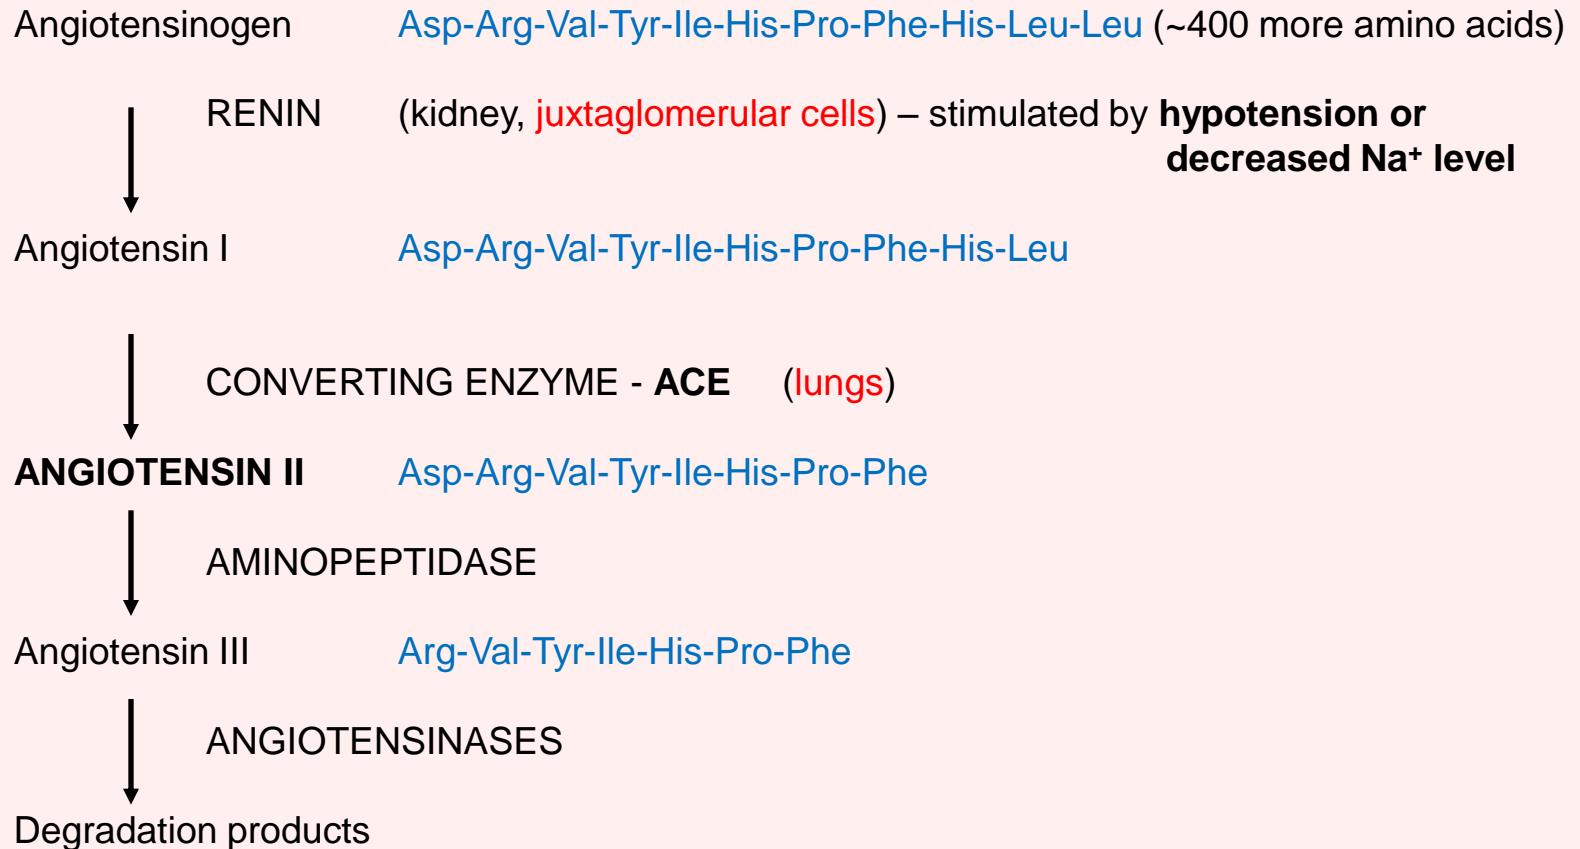 Angiotensinogen Asp-Arg-Val-Tyr-Ile-His-Pro-Phe-His-Leu-Leu (~400 more amino acids)
RENIN (kidney, juxtaglomerular cells) – stimulated by hypotension or
decreased Na⁺ level
Angiotensin I Asp-Arg-Val-Tyr-Ile-His-Pro-Phe-His-Leu
CONVERTING ENZYME - ACE (lungs)
ANGIOTENSIN II Asp-Arg-Val-Tyr-Ile-His-Pro-Phe
AMINOPEPTIDASE
Angiotensin III Arg-Val-Tyr-Ile-His-Pro-Phe
ANGIOTENSINASES
Degradation products